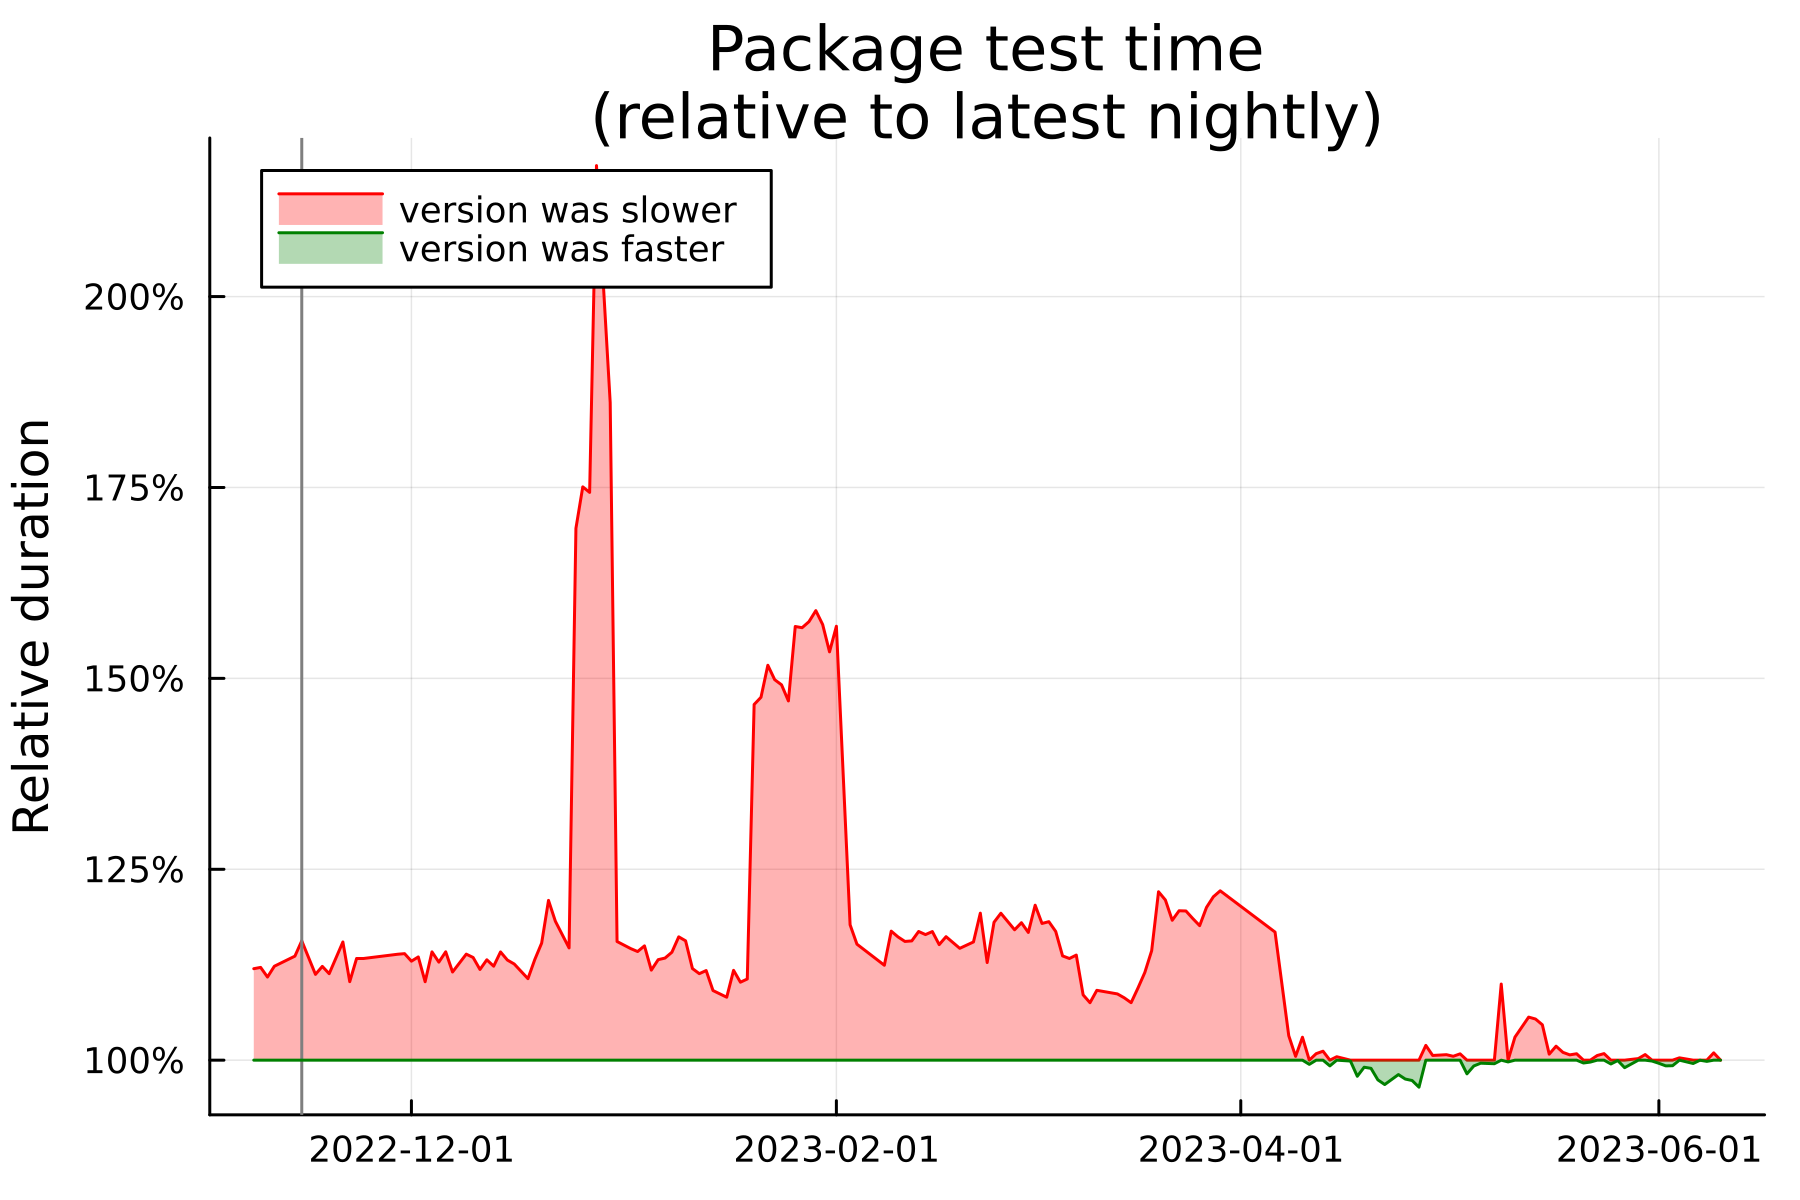 Package test time
(relative to latest nightly)
version was slower
version was faster
200%
175%
150%
125%
100%
Relative duration
2022-12-01
2023-02-01
2023-04-01
2023-06-01